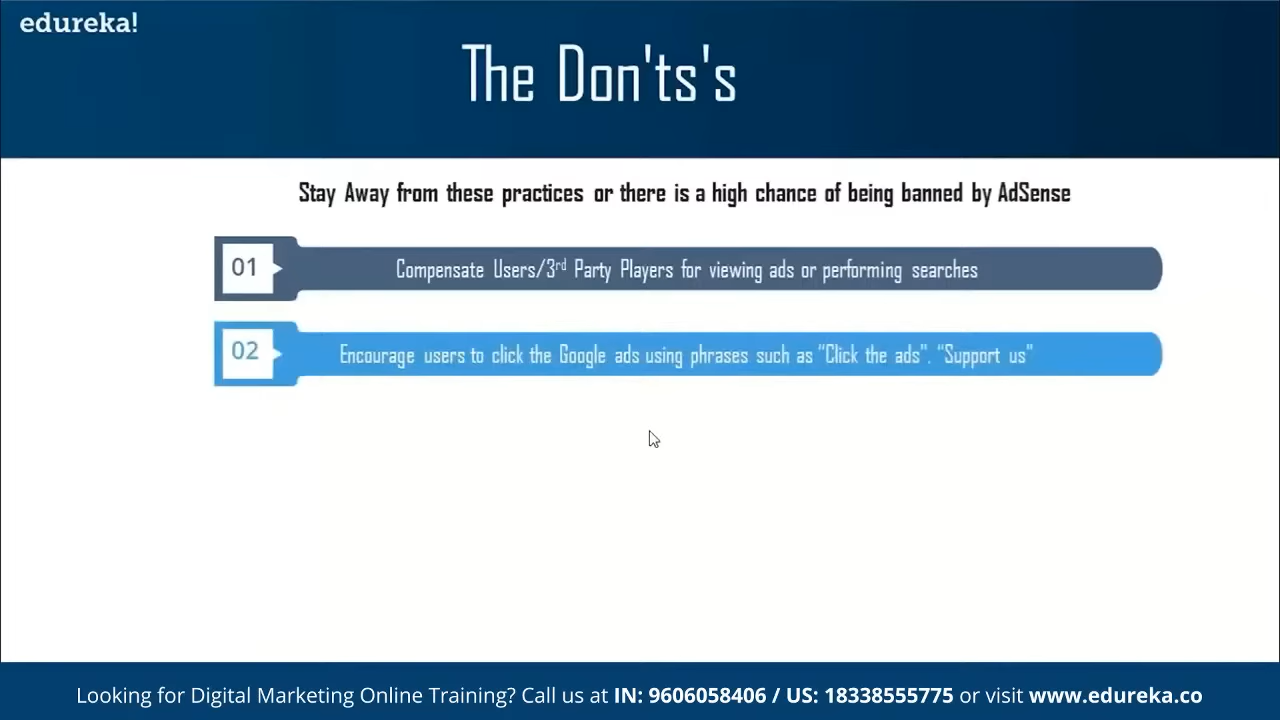 edureka!
The Don'ts's
Stay Away from these practices or there is a high chance of being banned by AdSense
01
Compensate Users/3rd Party Players for viewing ads or performing searches
02
Encourage users to click the Google ads using phrases such as “Click the ads”. “Support us”
Looking for Digital Marketing Online Training? Call us at IN: 9606058406 / US: 18338555775 or visit www.edureka.co